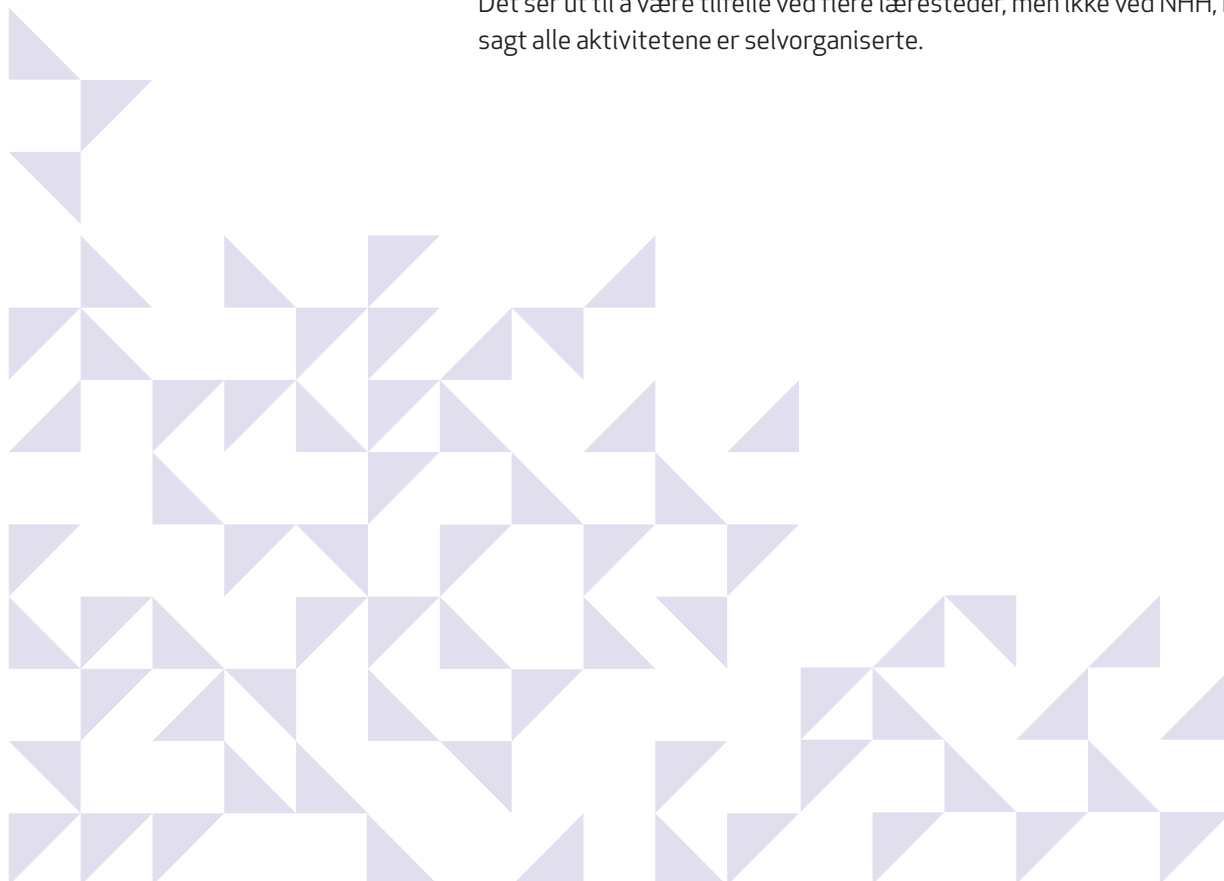 Det ser ut til å være tilfelle ved flere læresteder, men ikke ved NHH,
sagt alle aktivitetene er selvorganiserte.